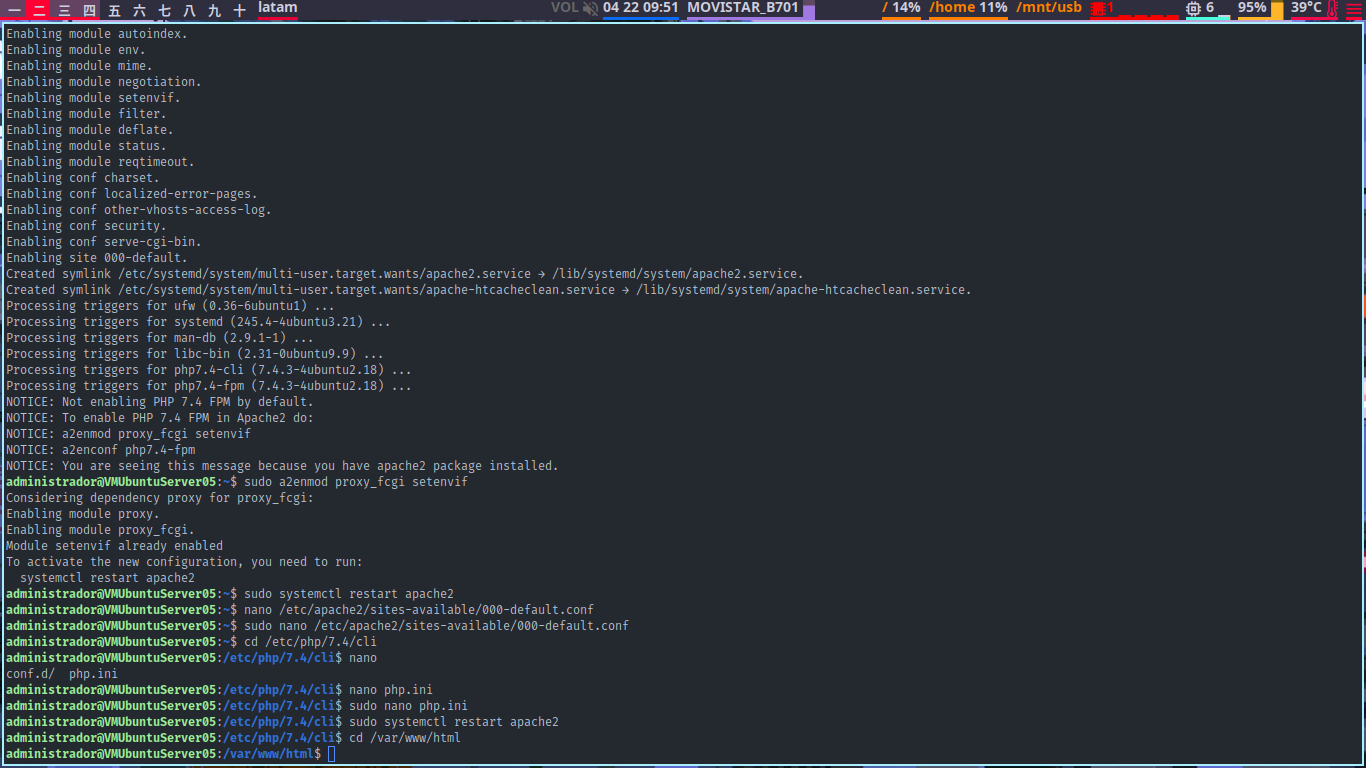 一 二 三 四 五 六 七 八 九 十 latam VOL 04 22 09:51 MOVISTAR_B701 / 14% /home 11% /mnt/usb 1 6 95% 39°C
Enabling module autoindex.
Enabling module env.
Enabling module mime.
Enabling module negotiation.
Enabling module setenvif.
Enabling module filter.
Enabling module deflate.
Enabling module status.
Enabling module reqtimeout.
Enabling conf charset.
Enabling conf localized-error-pages.
Enabling conf other-vhosts-access-log.
Enabling conf security.
Enabling conf serve-cgi-bin.
Enabling site 000-default.
Created symlink /etc/systemd/system/multi-user.target.wants/apache2.service → /lib/systemd/system/apache2.service.
Created symlink /etc/systemd/system/multi-user.target.wants/apache-htcacheclean.service → /lib/systemd/system/apache-htcacheclean.service.
Processing triggers for ufw (0.36-6ubuntu1) ...
Processing triggers for systemd (245.4-4ubuntu3.21) ...
Processing triggers for man-db (2.9.1-1) ...
Processing triggers for libc-bin (2.31-0ubuntu9.9) ...
Processing triggers for php7.4-cli (7.4.3-4ubuntu2.18) ...
Processing triggers for php7.4-fpm (7.4.3-4ubuntu2.18) ...
NOTICE: Not enabling PHP 7.4 FPM by default.
NOTICE: To enable PHP 7.4 FPM in Apache2 do:
NOTICE: a2enmod proxy_fcgi setenvif
NOTICE: a2enconf php7.4-fpm
NOTICE: You are seeing this message because you have apache2 package installed.
administrador@VMUbuntuServer05:~$ sudo a2enmod proxy_fcgi setenvif
Considering dependency proxy for proxy_fcgi:
Enabling module proxy.
Enabling module proxy_fcgi.
Module setenvif already enabled
To activate the new configuration, you need to run:
  systemctl restart apache2
administrador@VMUbuntuServer05:~$ sudo systemctl restart apache2
administrador@VMUbuntuServer05:~$ nano /etc/apache2/sites-available/000-default.conf
administrador@VMUbuntuServer05:~$ sudo nano /etc/apache2/sites-available/000-default.conf
administrador@VMUbuntuServer05:~$ cd /etc/php/7.4/cli
administrador@VMUbuntuServer05:/etc/php/7.4/cli$ nano
conf.d/  php.ini
administrador@VMUbuntuServer05:/etc/php/7.4/cli$ nano php.ini
administrador@VMUbuntuServer05:/etc/php/7.4/cli$ sudo nano php.ini
administrador@VMUbuntuServer05:/etc/php/7.4/cli$ sudo systemctl restart apache2
administrador@VMUbuntuServer05:/etc/php/7.4/cli$ cd /var/www/html
administrador@VMUbuntuServer05:/var/www/html$